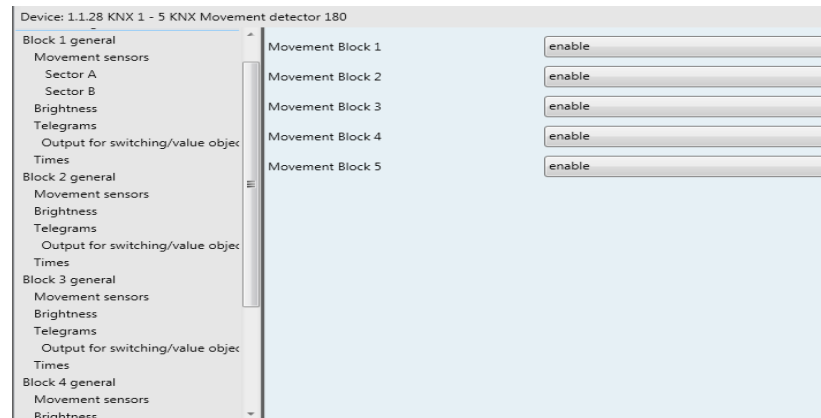 Device: 1.1.28 KNX 1 - 5 KNX Movement detector 180
Block 1 general
Movement sensors
Sector A
Sector B
Brightness
Telegrams
Output for switching/value objec
Times
Block 2 general
Movement sensors
Brightness
Telegrams
Output for switching/value objec
Times
Block 3 general
Movement sensors
Brightness
Telegrams
Output for switching/value objec
Times
Block 4 general
Movement sensors
Brightness
Movement Block 1 enable
Movement Block 2 enable
Movement Block 3 enable
Movement Block 4 enable
Movement Block 5 enable